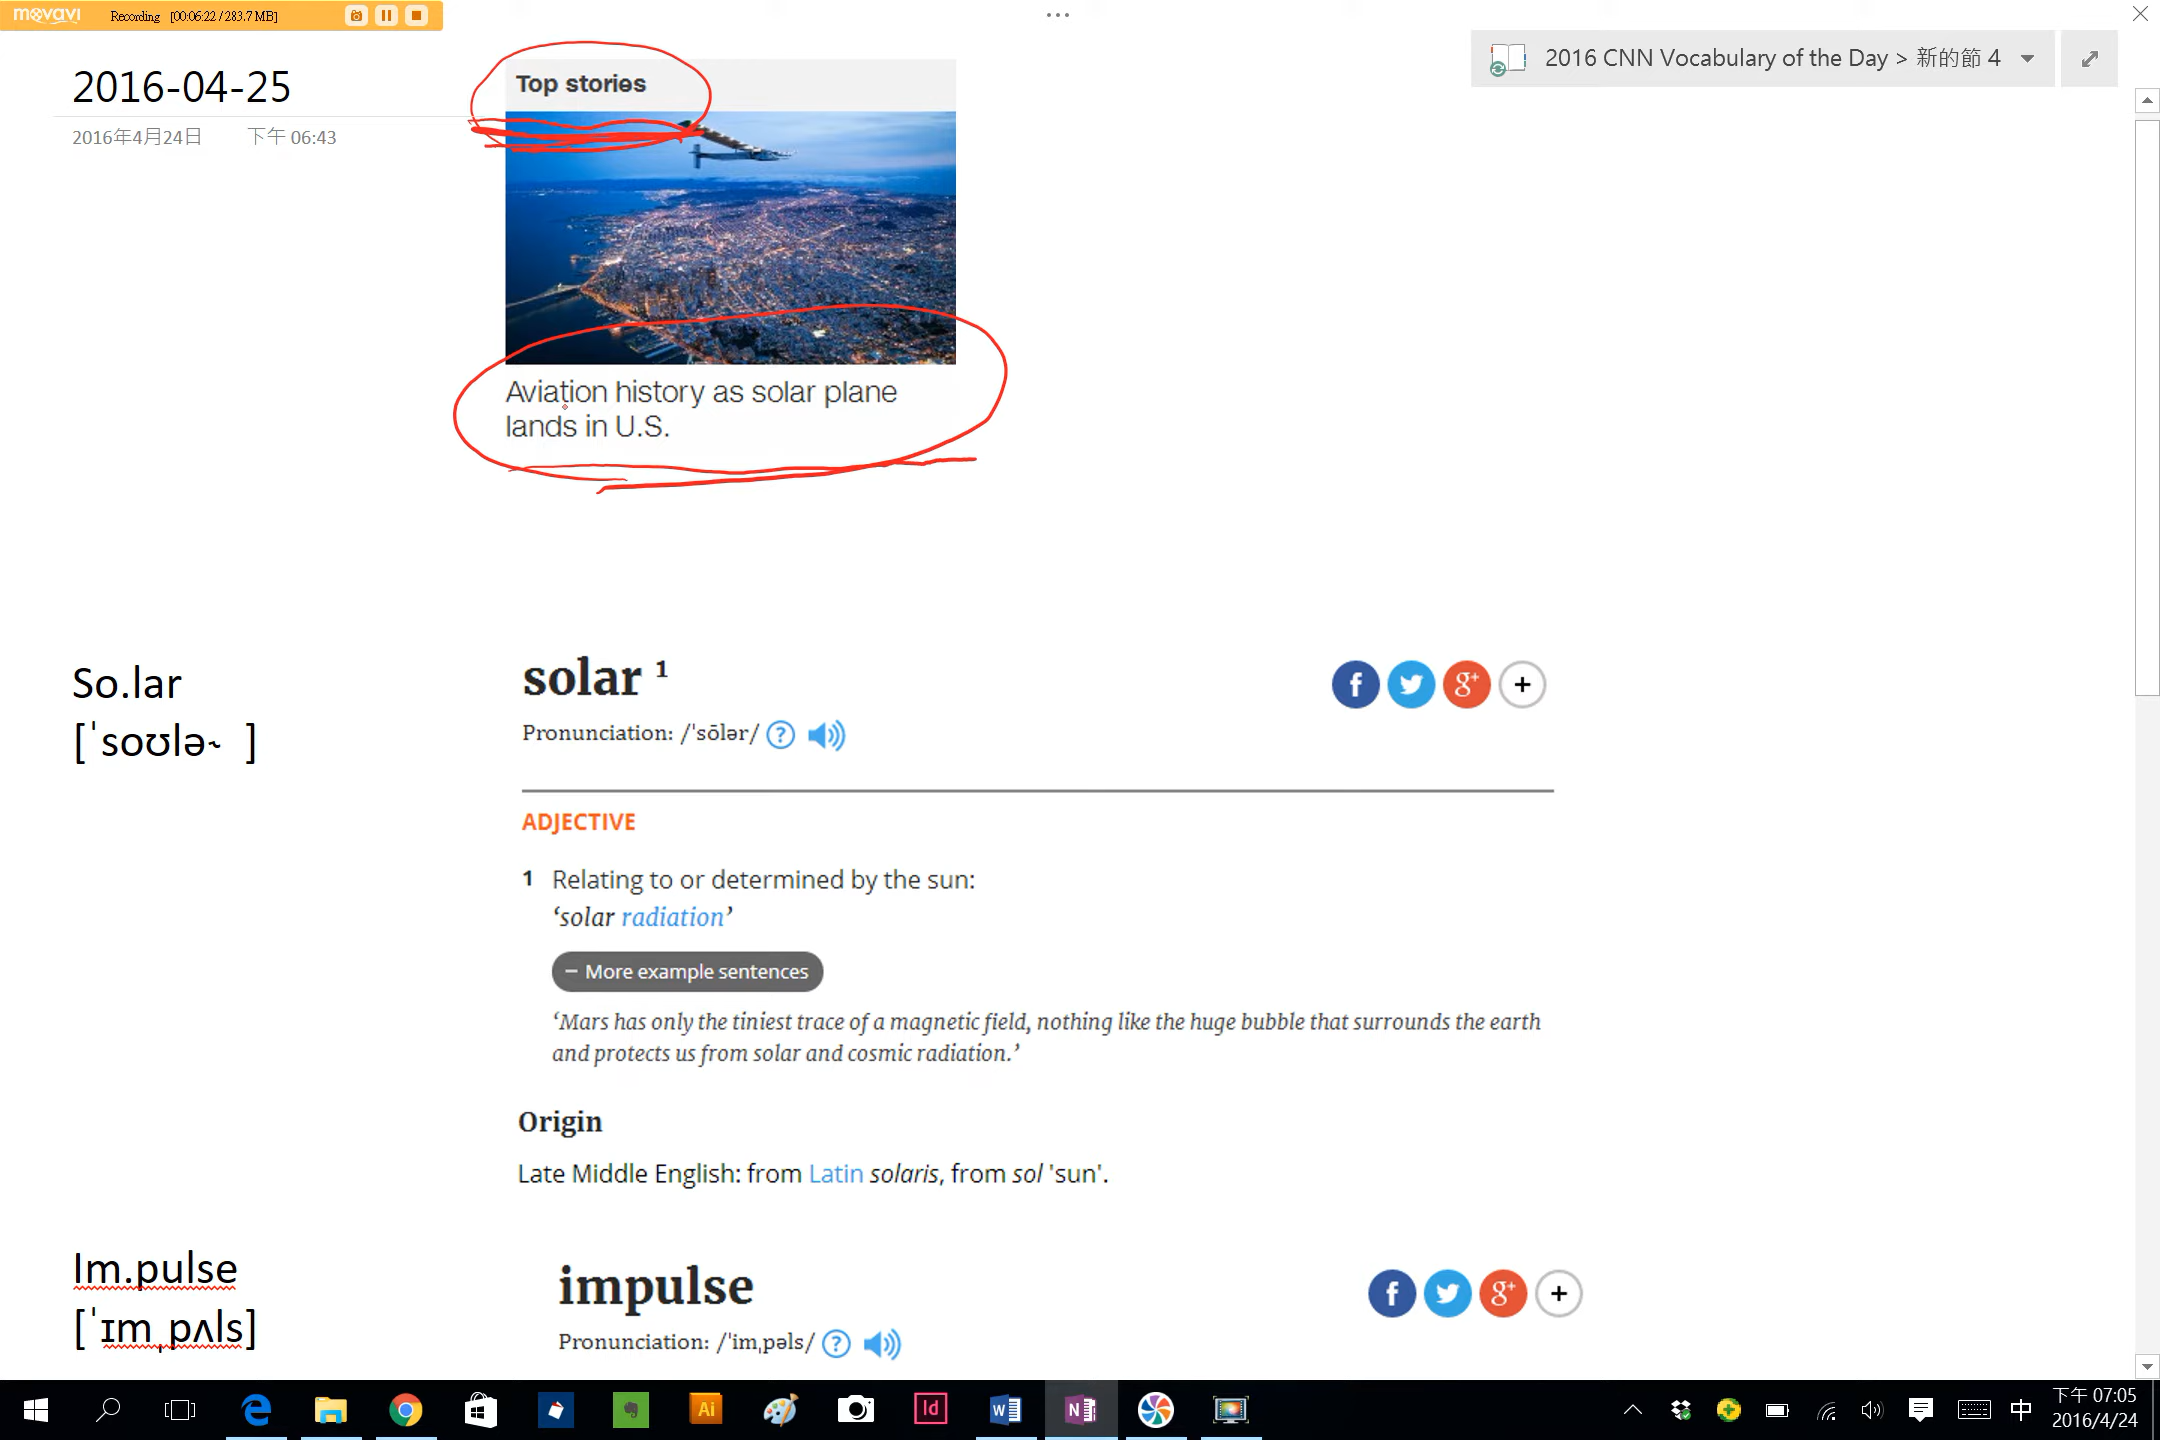 movavi Recording [00:06:22 / 283.7 MB]
2016 CNN Vocabulary of the Day > 新的節 4
2016-04-25
2016年4月24日 下午 06:43
Top stories
Aviation history as solar plane
lands in U.S.
So.lar
[ˈsoʊlɚ ]
solar 1
Pronunciation: /ˈsōlər/ ?
ADJECTIVE
1 Relating to or determined by the sun:
‘solar radiation’
− More example sentences
‘Mars has only the tiniest trace of a magnetic field, nothing like the huge bubble that surrounds the earth
and protects us from solar and cosmic radiation.’
Origin
Late Middle English: from Latin solaris, from sol 'sun'.
Im.pulse
[ˈɪmˌpʌls]
impulse
Pronunciation: /ˈimˌpəls/ ?
中
下午 07:05
2016/4/24